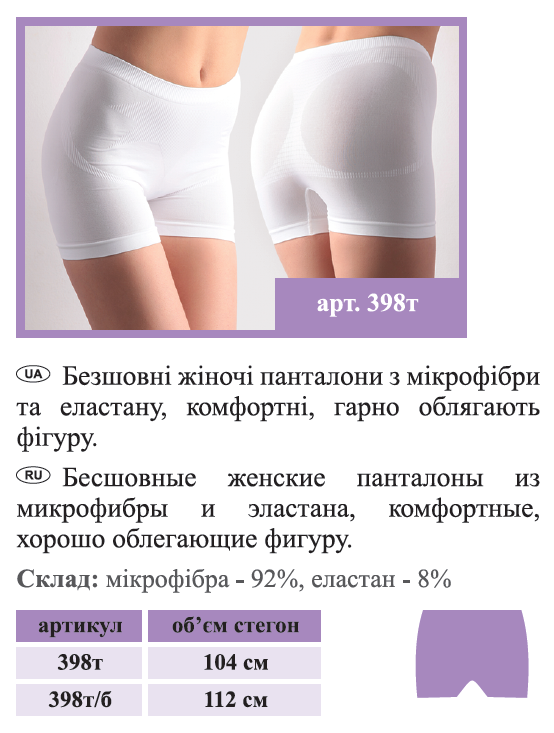 арт. 398т
UA Безшовні жіночі панталони з мікрофібри
та еластану, комфортні, гарно облягають
фігуру.
RU Бесшовные женские панталоны из
микрофибры и эластана, комфортные,
хорошо облегающие фигуру.
Склад: мікрофібра - 92%, еластан - 8%
артикул об’єм стегон
398т 104 см
398т/б 112 см